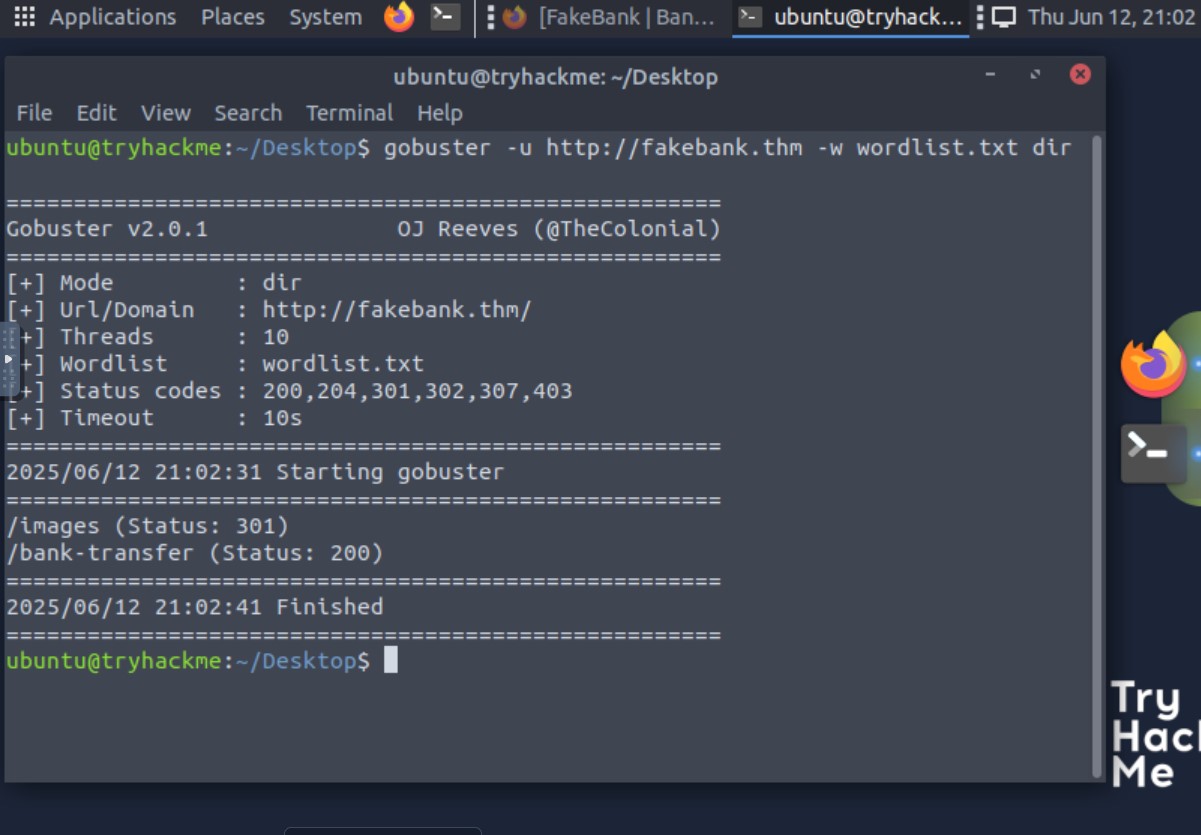 Applications Places System [FakeBank | Ban... ubuntu@tryhack... Thu Jun 12, 21:02
ubuntu@tryhackme: ~/Desktop
File Edit View Search Terminal Help
ubuntu@tryhackme:~/Desktop$ gobuster -u http://fakebank.thm -w wordlist.txt dir
=====================================================
Gobuster v2.0.1              OJ Reeves (@TheColonial)
=====================================================
[+] Mode         : dir
[+] Url/Domain   : http://fakebank.thm/
+] Threads      : 10
+] Wordlist     : wordlist.txt
+] Status codes : 200,204,301,302,307,403
[+] Timeout      : 10s
=====================================================
2025/06/12 21:02:31 Starting gobuster
=====================================================
/images (Status: 301)
/bank-transfer (Status: 200)
=====================================================
2025/06/12 21:02:41 Finished
=====================================================
ubuntu@tryhackme:~/Desktop$
Try
Hac
Me